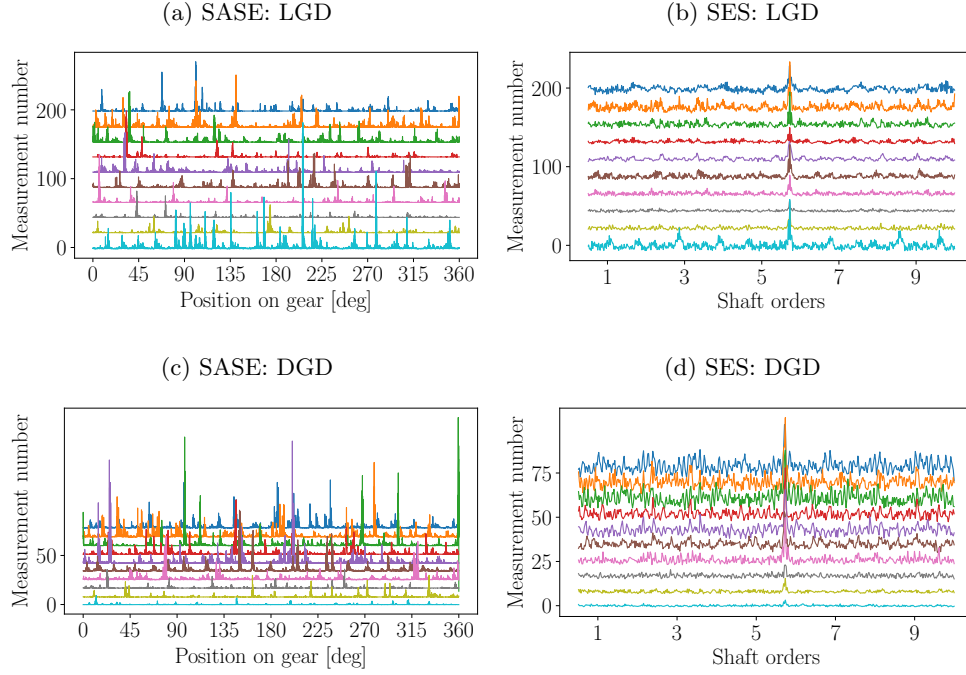 (a) SASE: LGD
Measurement number
200
100
0
0 45 90 135 180 225 270 315 360
Position on gear [deg]
(b) SES: LGD
Measurement number
200
100
0
1 3 5 7 9
Shaft orders
(c) SASE: DGD
Measurement number
50
0
0 45 90 135 180 225 270 315 360
Position on gear [deg]
(d) SES: DGD
Measurement number
75
50
25
0
1 3 5 7 9
Shaft orders